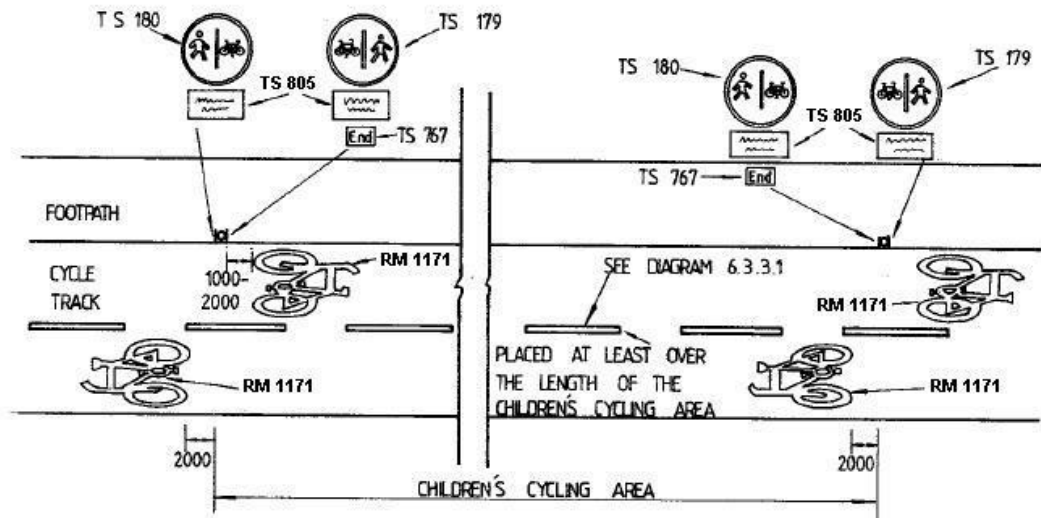 T S 180
TS 179
TS 805
End
TS 767
TS 180
TS 179
TS 805
TS 767
End
FOOTPATH
CYCLE
TRACK
1000-
2000
RM 1171
RM 1171
SEE DIAGRAM 6.3.3.1
RM 1171
PLACED AT LEAST OVER
THE LENGTH OF THE
CHILDREN'S CYCLING AREA
RM 1171
2000
2000
CHILDREN'S CYCLING AREA